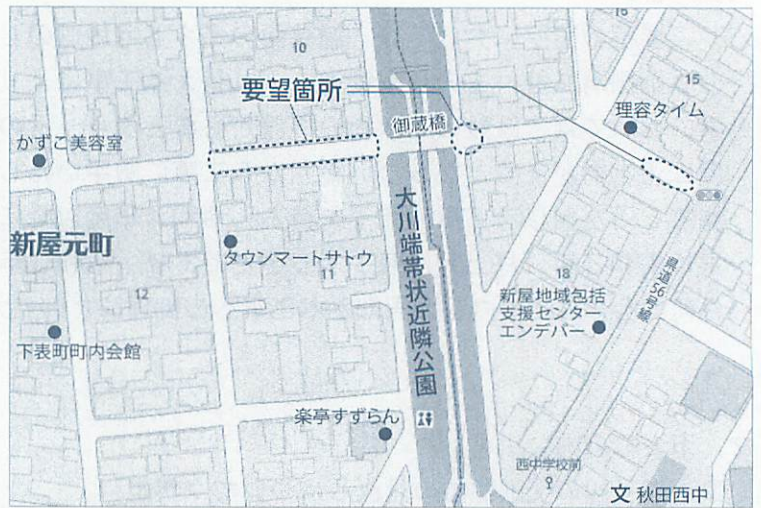 16
10
15
要望箇所
理容タイム
御蔵橋
かずこ美容室
新屋元町
大川端帯状近隣公園
タウンマートサトウ
11
12
18
県道56号線
新屋地域包括
支援センター
エンデバー
下表町町内会館
楽亭すずらん
西中学校前
文 秋田西中